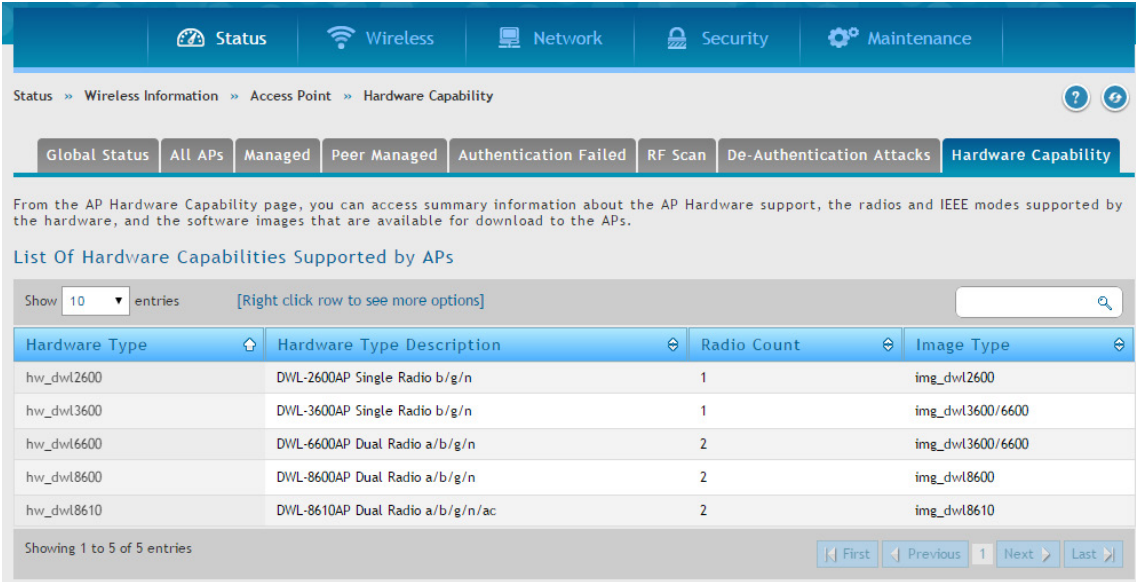 Status Wireless Network Security Maintenance
Status » Wireless Information » Access Point » Hardware Capability ?
Global Status All APs Managed Peer Managed Authentication Failed RF Scan De-Authentication Attacks Hardware Capability
From the AP Hardware Capability page, you can access summary information about the AP Hardware support, the radios and IEEE modes supported by
the hardware, and the software images that are available for download to the APs.
List Of Hardware Capabilities Supported by APs
Show 10 entries [Right click row to see more options]
Hardware Type Hardware Type Description Radio Count Image Type
hw_dwl2600 DWL-2600AP Single Radio b/g/n 1 img_dwl2600
hw_dwl3600 DWL-3600AP Single Radio b/g/n 1 img_dwl3600/6600
hw_dwl6600 DWL-6600AP Dual Radio a/b/g/n 2 img_dwl3600/6600
hw_dwl8600 DWL-8600AP Dual Radio a/b/g/n 2 img_dwl8600
hw_dwl8610 DWL-8610AP Dual Radio a/b/g/n/ac 2 img_dwl8610
Showing 1 to 5 of 5 entries First Previous 1 Next Last